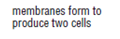 membranes form to
produce two cells